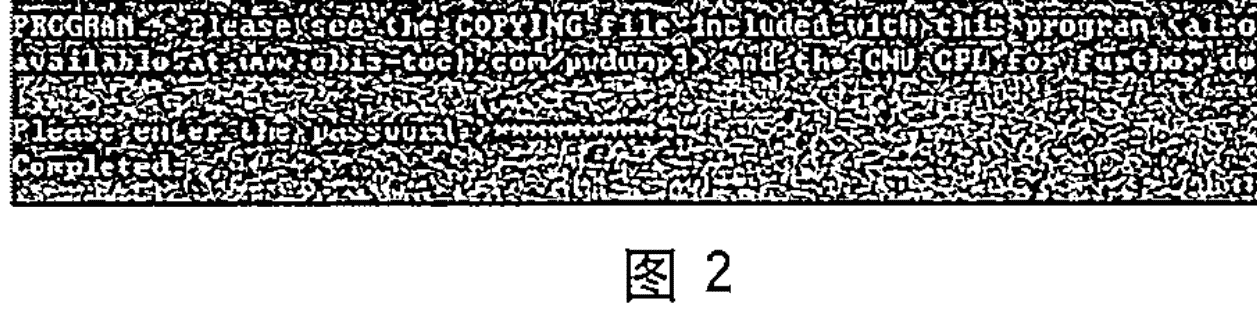 PROGRAM. Please see the COPYING file included with this program (also
available at www.ebiz-tech.com/pwdump3) and the GNU GPL for further de
Please enter the password: **************
Completed.
图 2